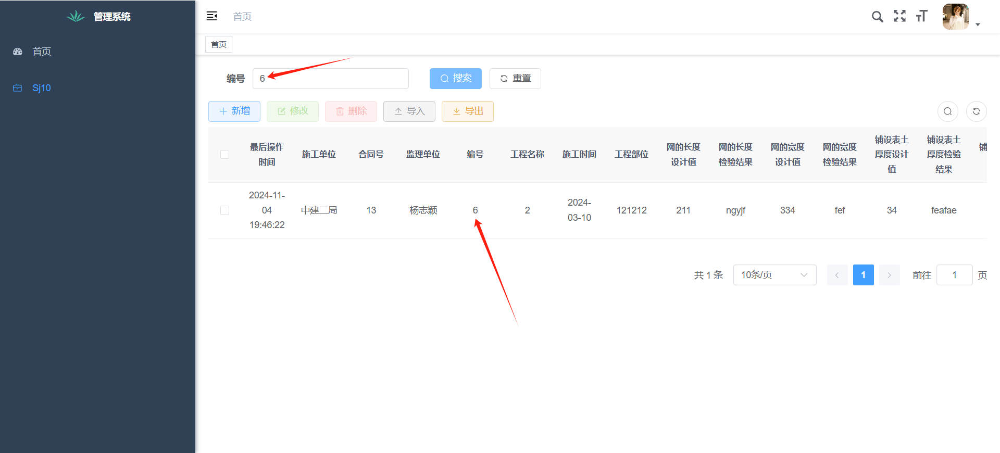 管理系统
首页
Sj10
首页
首页
编号
6
搜索
重置
新增
修改
删除
导入
导出
最后操作
时间
施工单位
合同号
监理单位
编号
工程名称
施工时间
工程部位
网的长度
设计值
网的长度
检验结果
网的宽度
设计值
网的宽度
检验结果
铺设表土
厚度设计
值
铺设表土
厚度检验
结果
铺
2024-11-
04
19:46:22
中建二局
13
杨志颖
6
2
2024-
03-10
121212
211
ngyjf
334
fef
34
feafae
共 1 条
10条/页
1
前往
1
页